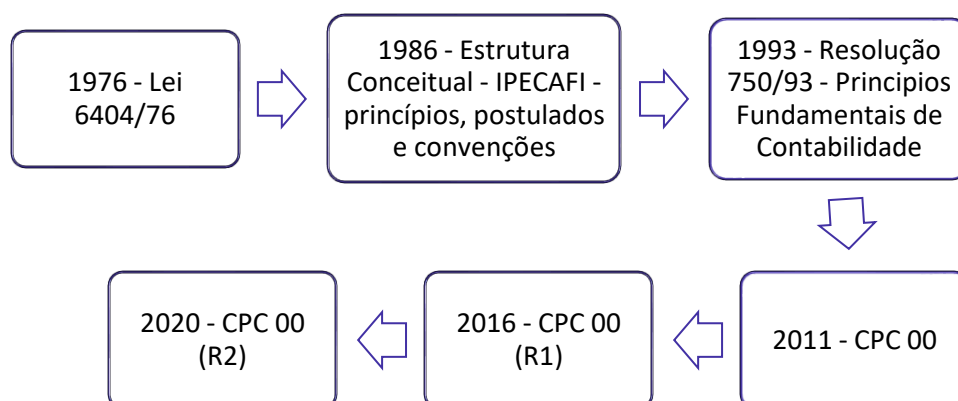 1976 - Lei
6404/76
1986 - Estrutura
Conceitual - IPECAFI -
princípios, postulados
e convenções
1993 - Resolução
750/93 - Principios
Fundamentais de
Contabilidade
2011 - CPC 00
2016 - CPC 00
(R1)
2020 - CPC 00
(R2)